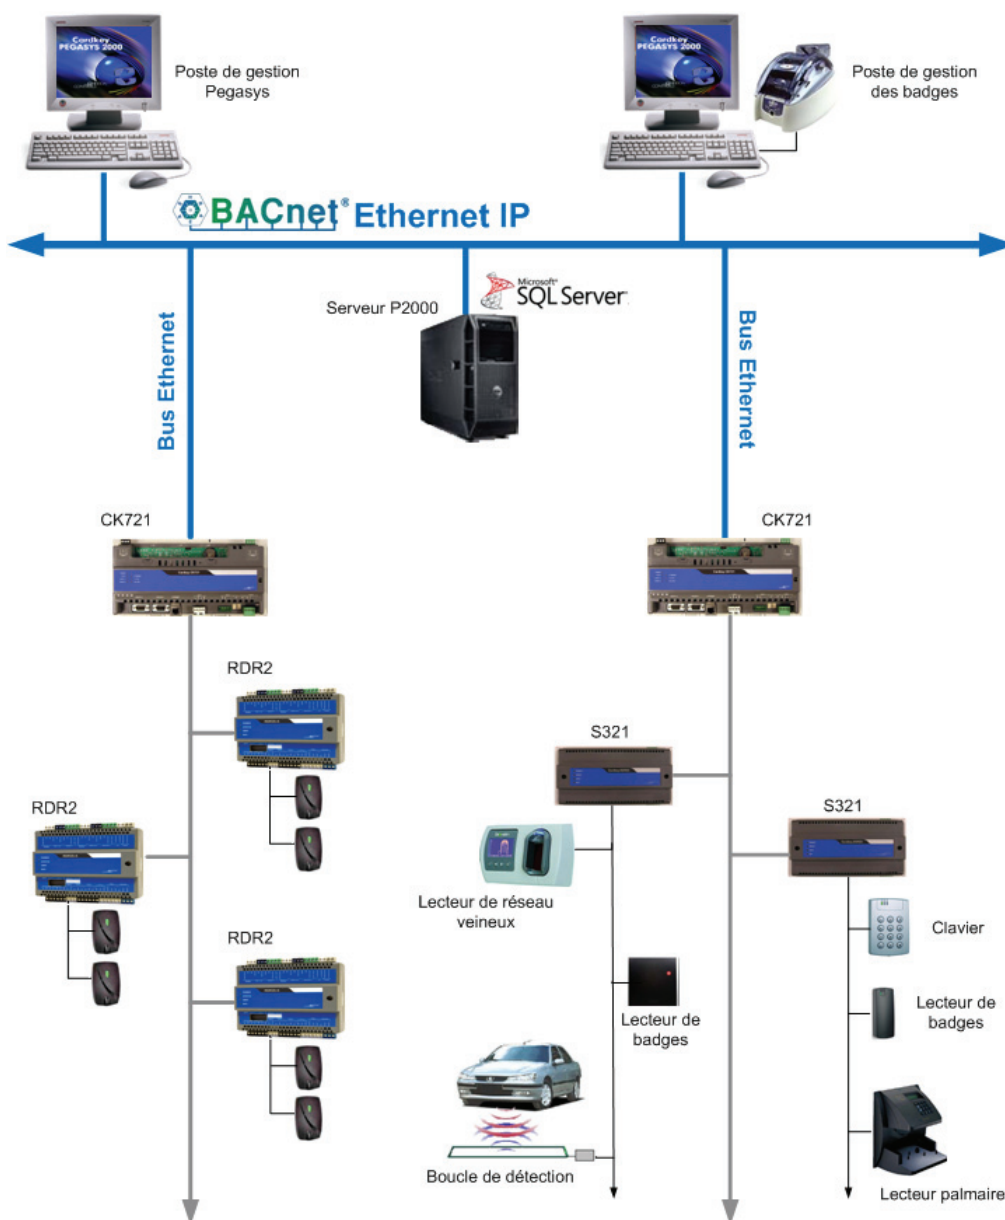 Cardkey
PEGASYS 2000
Poste de gestion
Pegasys
Cardkey
PEGASYS 2000
Poste de gestion
des badges
BACnet® Ethernet IP
Serveur P2000
Microsoft®
SQL Server
Bus Ethernet
Bus Ethernet
CK721
CK721
RDR2
S321
RDR2
S321
Lecteur de réseau
veineux
Clavier
RDR2
Lecteur de
badges
Lecteur de
badges
Boucle de détection
Lecteur palmaire